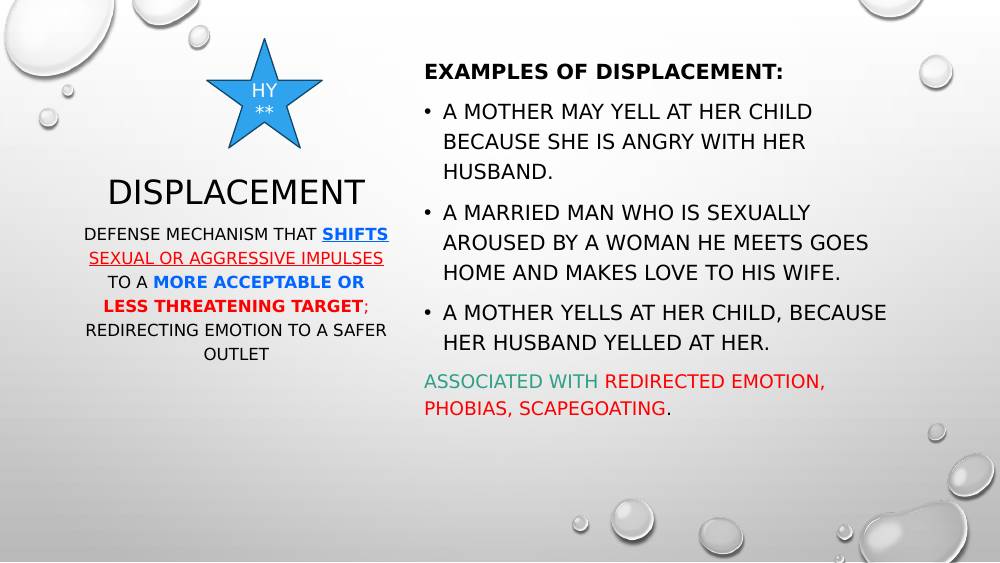 HY
**
DISPLACEMENT
DEFENSE MECHANISM THAT SHIFTS
SEXUAL OR AGGRESSIVE IMPULSES
TO A MORE ACCEPTABLE OR
LESS THREATENING TARGET;
REDIRECTING EMOTION TO A SAFER
OUTLET
EXAMPLES OF DISPLACEMENT:
• A MOTHER MAY YELL AT HER CHILD
BECAUSE SHE IS ANGRY WITH HER
HUSBAND.
• A MARRIED MAN WHO IS SEXUALLY
AROUSED BY A WOMAN HE MEETS GOES
HOME AND MAKES LOVE TO HIS WIFE.
• A MOTHER YELLS AT HER CHILD, BECAUSE
HER HUSBAND YELLED AT HER.
ASSOCIATED WITH REDIRECTED EMOTION,
PHOBIAS, SCAPEGOATING.